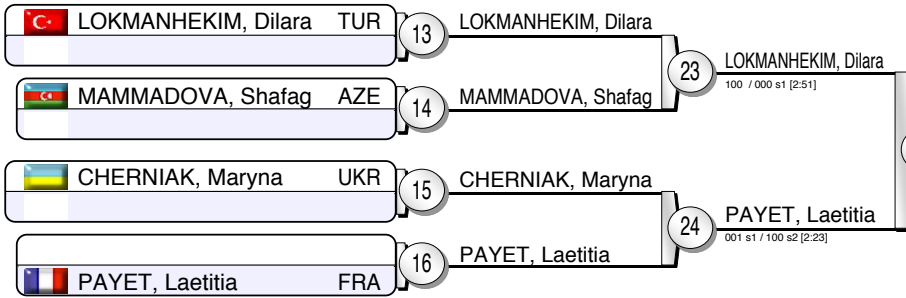 LOKMANHEKIM, Dilara TUR
13
LOKMANHEKIM, Dilara
23
LOKMANHEKIM, Dilara
100 / 000 s1 [2:51]
MAMMADOVA, Shafag AZE
14
MAMMADOVA, Shafag
CHERNIAK, Maryna UKR
15
CHERNIAK, Maryna
24
PAYET, Laetitia
001 s1 / 100 s2 [2:23]
16
PAYET, Laetitia
PAYET, Laetitia FRA